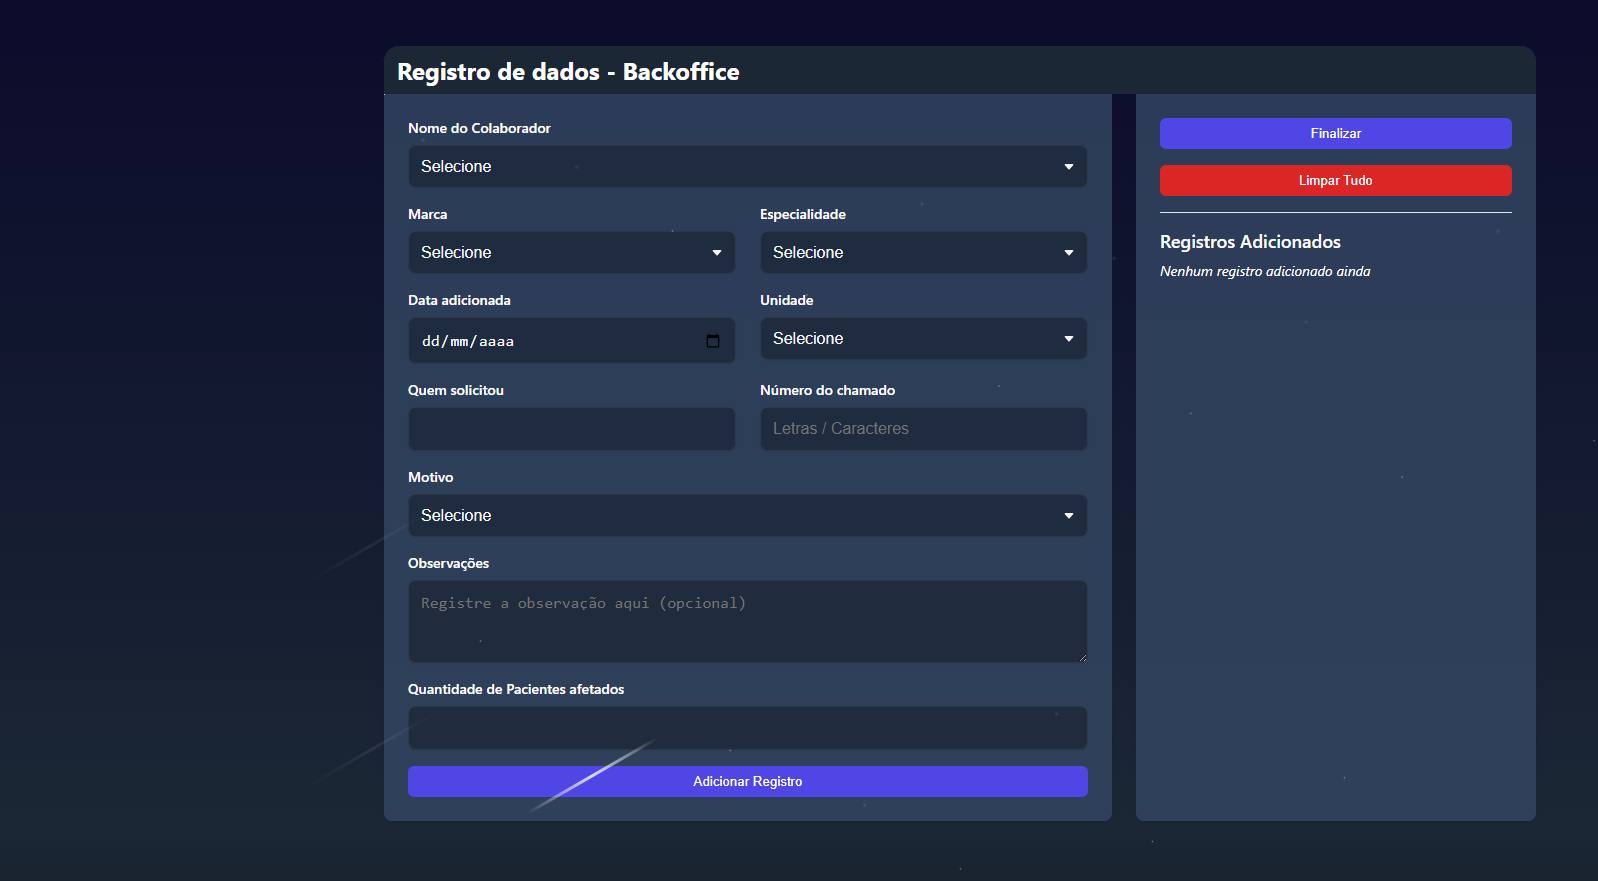 Registro de dados - Backoffice
Nome do Colaborador
Selecione
Marca
Selecione
Especialidade
Selecione
Data adicionada
dd/mm/aaaa
Unidade
Selecione
Quem solicitou
Número do chamado
Letras / Caracteres
Motivo
Selecione
Observações
Registre a observação aqui (opcional)
Quantidade de Pacientes afetados
Adicionar Registro
Finalizar
Limpar Tudo
Registros Adicionados
Nenhum registro adicionado ainda